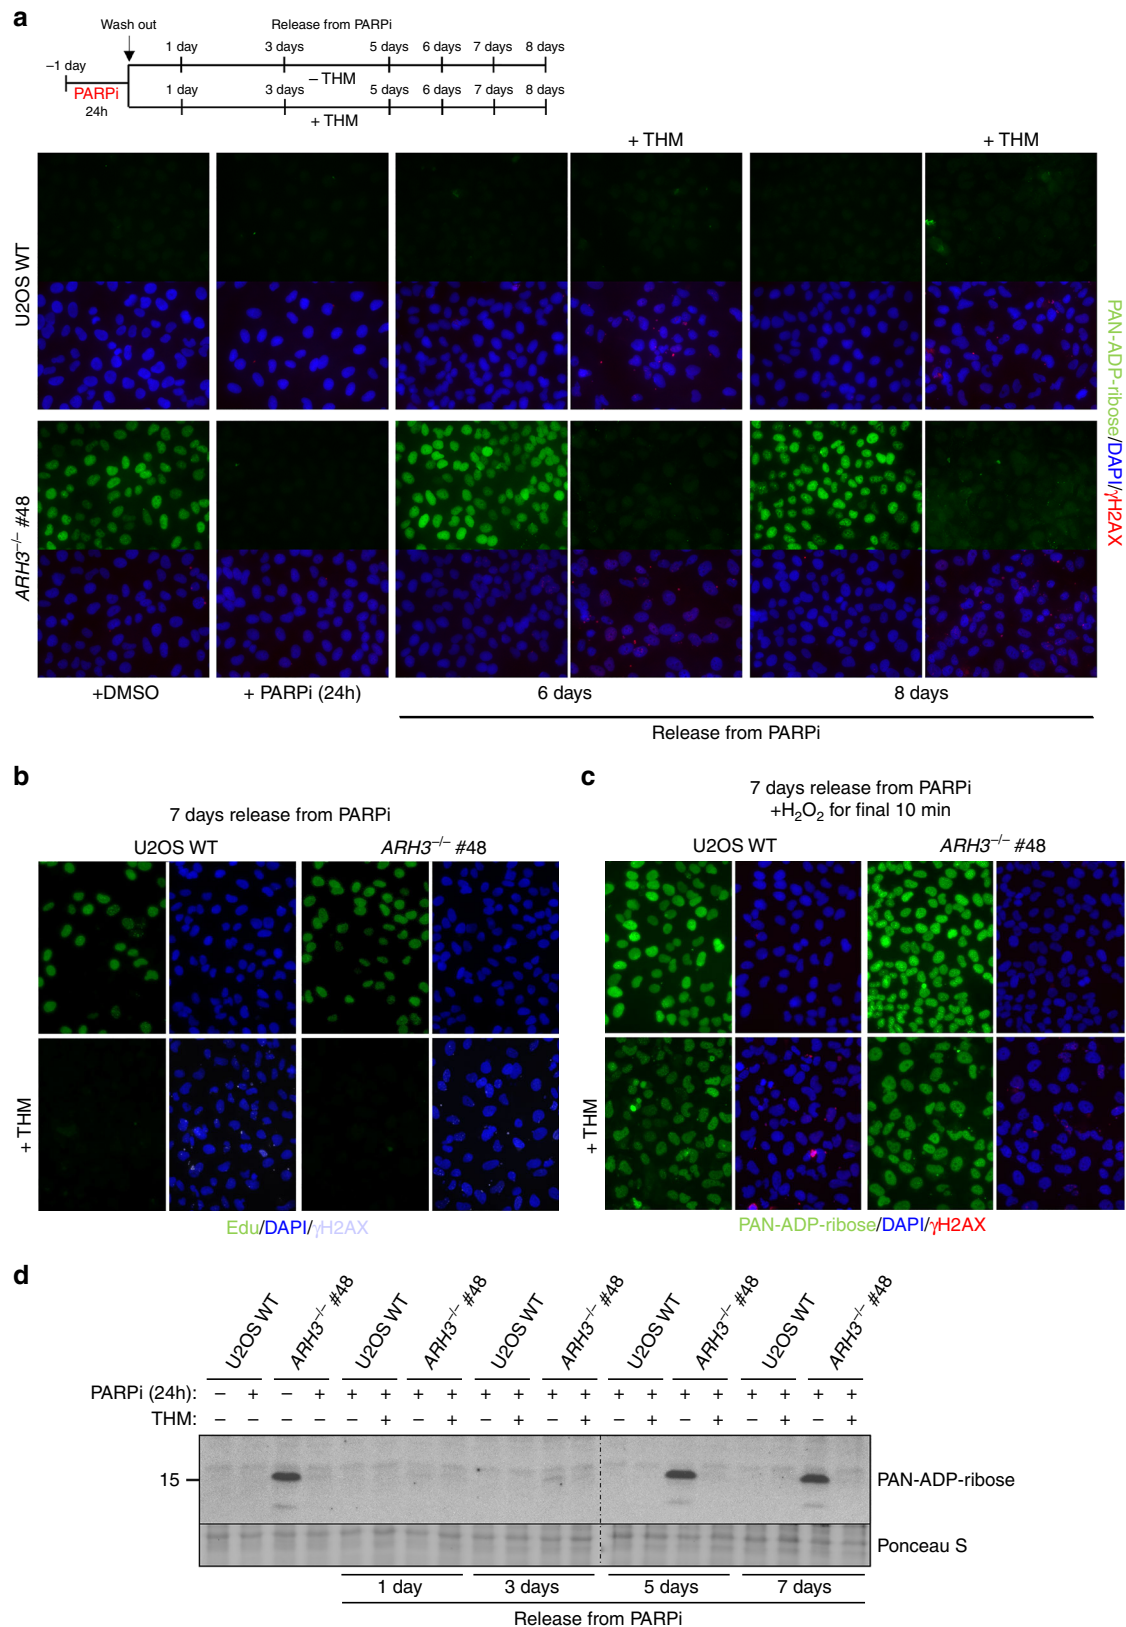 a
Wash out
Release from PARPi
–1 day
1 day
3 days
5 days
6 days
7 days
8 days
PARPi
24h
– THM
1 day
3 days
5 days
6 days
7 days
8 days
+ THM
+ THM
+ THM
U2OS WT
ARH3–/– #48
PAN-ADP-ribose/DAPI/γH2AX
+DMSO
+ PARPi (24h)
6 days
8 days
Release from PARPi
b
7 days release from PARPi
U2OS WT
ARH3–/– #48
+ THM
Edu/DAPI/γH2AX
c
7 days release from PARPi
+H₂O₂ for final 10 min
U2OS WT
ARH3–/– #48
+ THM
PAN-ADP-ribose/DAPI/γH2AX
d
U2OS WT
ARH3–/– #48
U2OS WT
ARH3–/– #48
U2OS WT
ARH3–/– #48
U2OS WT
ARH3–/– #48
U2OS WT
ARH3–/– #48
PARPi (24h): – + – + + + + + + + + + + + + + + + + +
THM: – – – – – + – + – + – + – + – + – + – +
15
PAN-ADP-ribose
Ponceau S
1 day
3 days
5 days
7 days
Release from PARPi